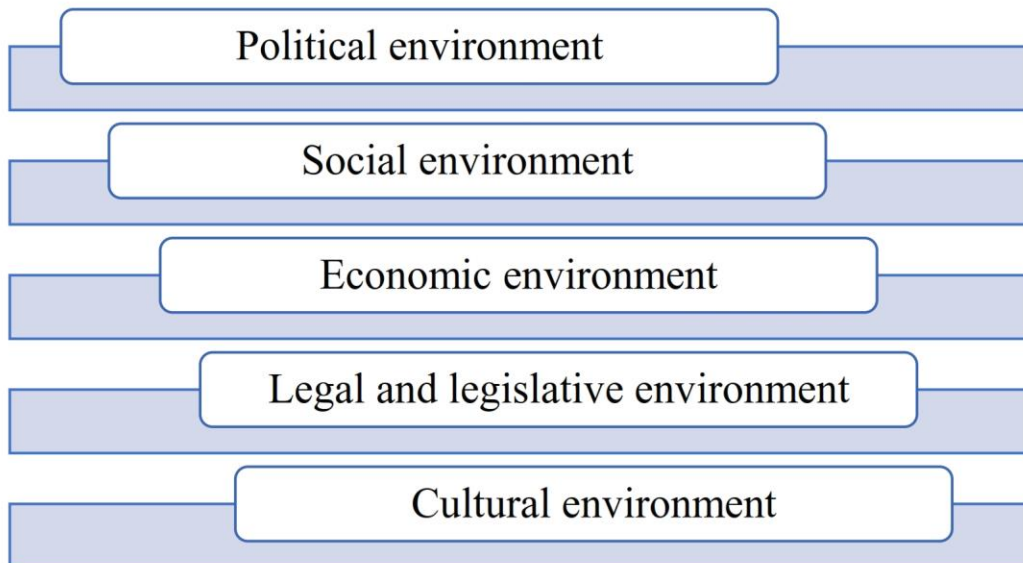 Political environment
Social environment
Economic environment
Legal and legislative environment
Cultural environment